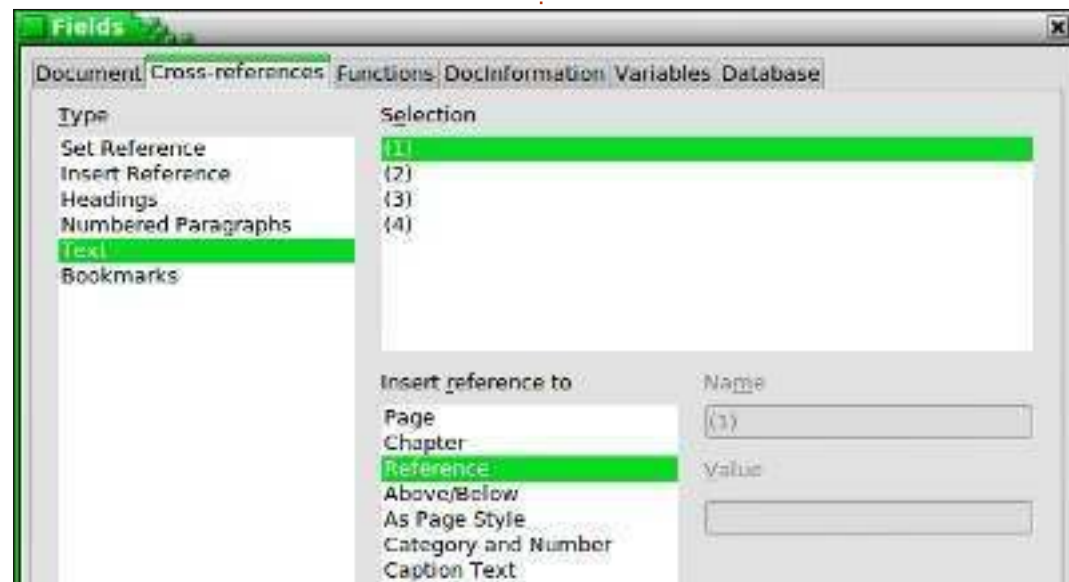 Fields
Document Cross-references Functions DocInformation Variables Database
Type
Set Reference
Insert Reference
Headings
Numbered Paragraphs
Text
Bookmarks
Selection
(1)
(2)
(3)
(4)
Insert reference to
Page
Chapter
Reference
Above/Below
As Page Style
Category and Number
Caption Text
Name
(1)
Value